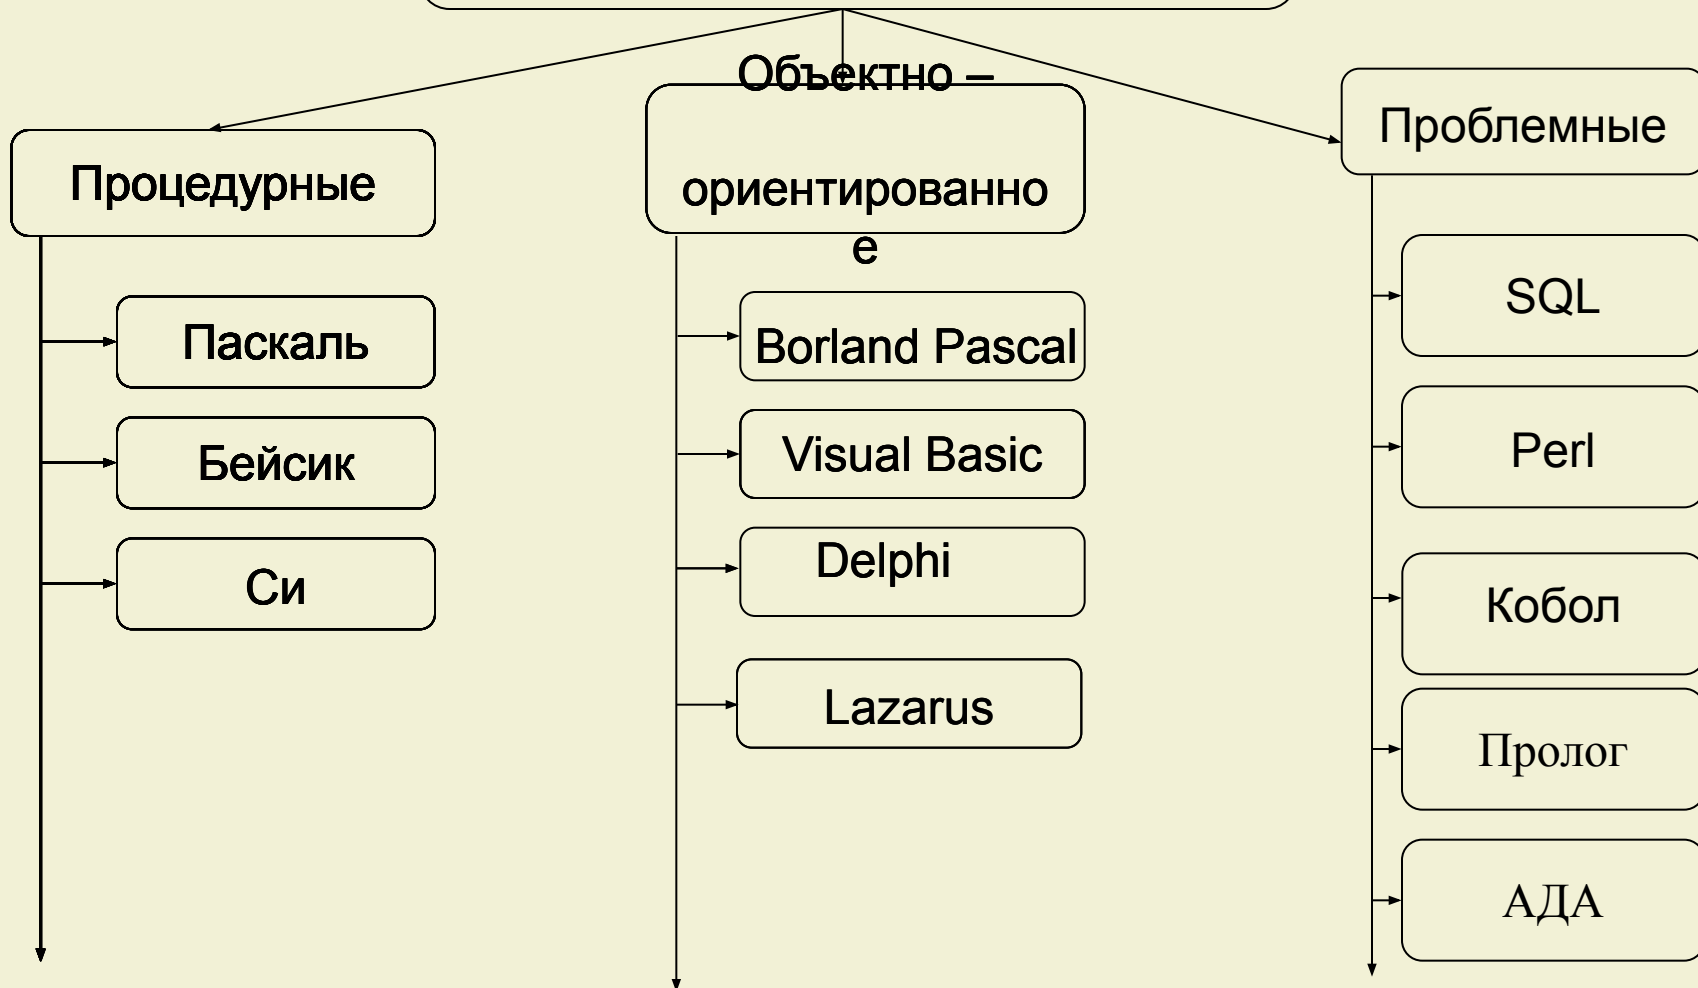 Процедурные
Паскаль
Бейсик
Си
Объектно –
ориентированно
е
Borland Pascal
Visual Basic
Delphi
Lazarus
Проблемные
SQL
Perl
Кобол
Пролог
АДА